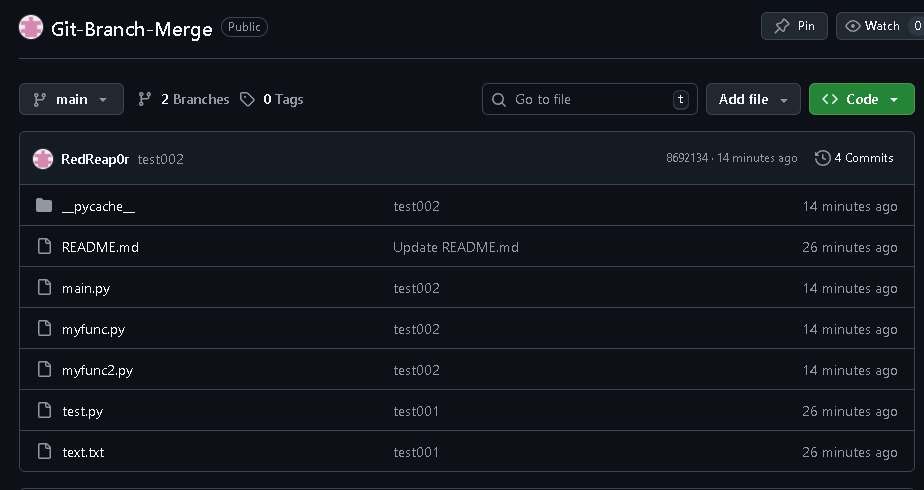 Git-Branch-Merge Public Pin Watch 0
main 2 Branches 0 Tags Go to file t Add file <> Code
RedReap0r test002 8692134 · 14 minutes ago 4 Commits
__pycache__ test002 14 minutes ago
README.md Update README.md 26 minutes ago
main.py test002 14 minutes ago
myfunc.py test002 14 minutes ago
myfunc2.py test002 14 minutes ago
test.py test001 26 minutes ago
text.txt test001 26 minutes ago